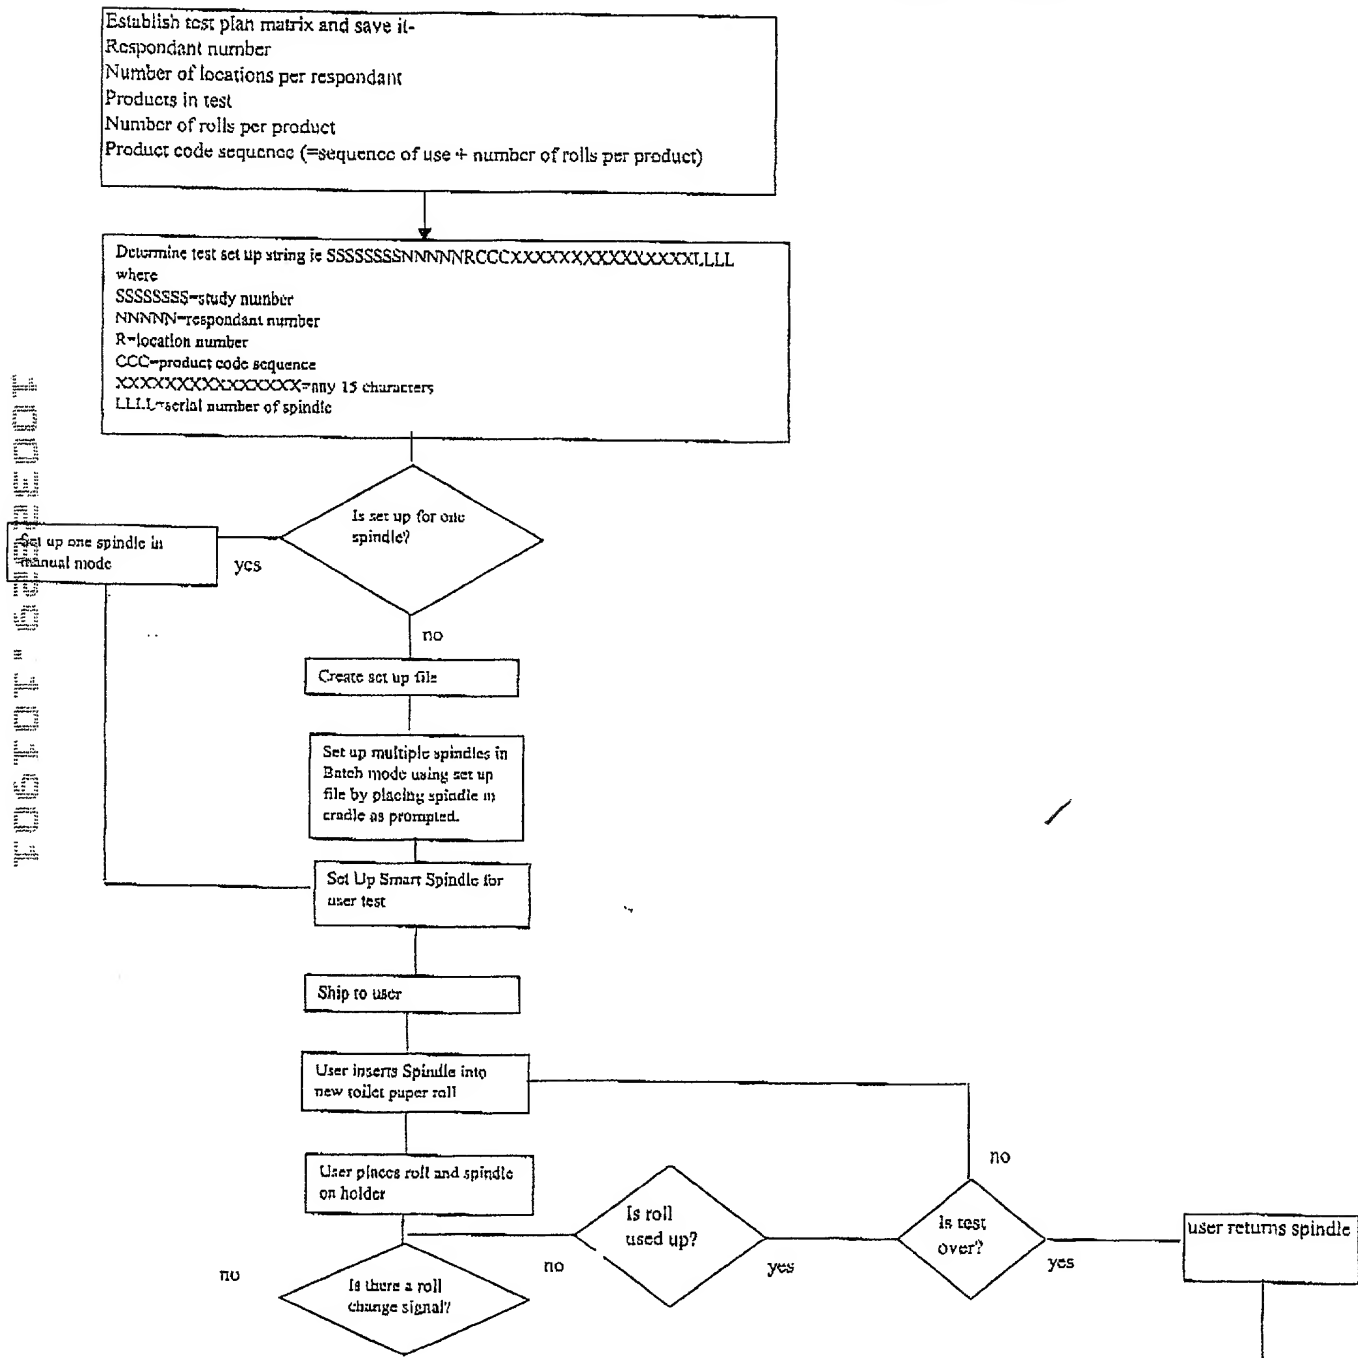 Establish test plan matrix and save it-
Respondant number
Number of locations per respondant
Products in test
Number of rolls per product
Product code sequence (=sequence of use + number of rolls per product)
Determine test set up string ie SSSSSSSSNNNNNRCCCXXXXXXXXXXXXXXXLLLL
where
SSSSSSSS=study number
NNNNN=respondant number
R=location number
CCC=product code sequence
XXXXXXXXXXXXXXX=any 15 characters
LLLL=serial number of spindle
Is set up for one
spindle?
Set up one spindle in
manual mode
yes
no
Create set up file
Set up multiple spindles in
Batch mode using set up
file by placing spindle in
cradle as prompted.
Set Up Smart Spindle for
user test
Ship to user
User inserts Spindle into
new toilet paper roll
no
User places roll and spindle
on holder
Is roll
used up?
Is test
over?
user returns spindle
no
no
yes
yes
Is there a roll
change signal?